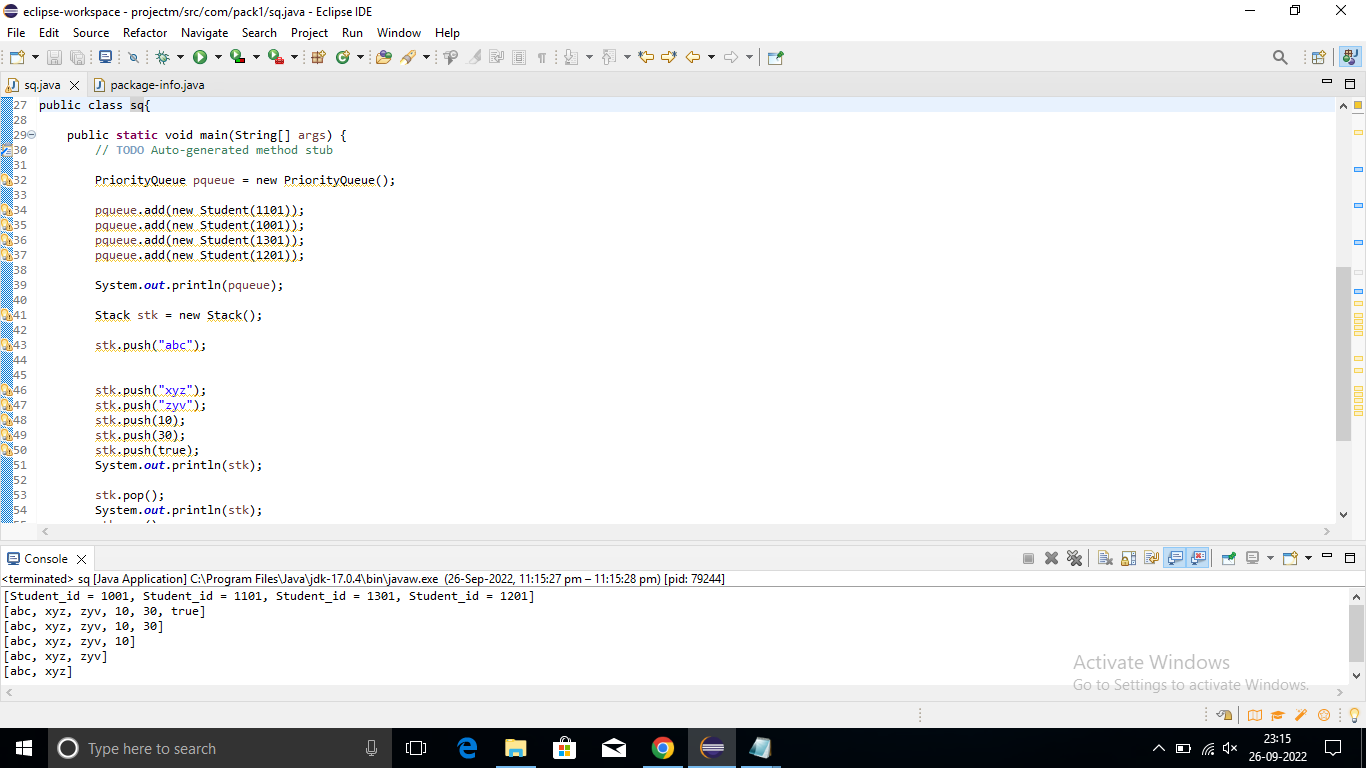 eclipse-workspace - projectm/src/com/pack1/sq.java - Eclipse IDE
File Edit Source Refactor Navigate Search Project Run Window Help
sq.java package-info.java
27 public class sq{
28
29 public static void main(String[] args) {
30 // TODO Auto-generated method stub
31
32 PriorityQueue pqueue = new PriorityQueue();
33
34 pqueue.add(new Student(1101));
35 pqueue.add(new Student(1001));
36 pqueue.add(new Student(1301));
37 pqueue.add(new Student(1201));
38
39 System.out.println(pqueue);
40
41 Stack stk = new Stack();
42
43 stk.push("abc");
44
45
46 stk.push("xyz");
47 stk.push("zyv");
48 stk.push(10);
49 stk.push(30);
50 stk.push(true);
51 System.out.println(stk);
52
53 stk.pop();
54 System.out.println(stk);
Console
<terminated> sq [Java Application] C:\Program Files\Java\jdk-17.0.4\bin\javaw.exe (26-Sep-2022, 11:15:27 pm – 11:15:28 pm) [pid: 79244]
[Student_id = 1001, Student_id = 1101, Student_id = 1301, Student_id = 1201]
[abc, xyz, zyv, 10, 30, true]
[abc, xyz, zyv, 10, 30]
[abc, xyz, zyv, 10]
[abc, xyz, zyv]
[abc, xyz]
Activate Windows
Go to Settings to activate Windows.
Type here to search
23:15
26-09-2022